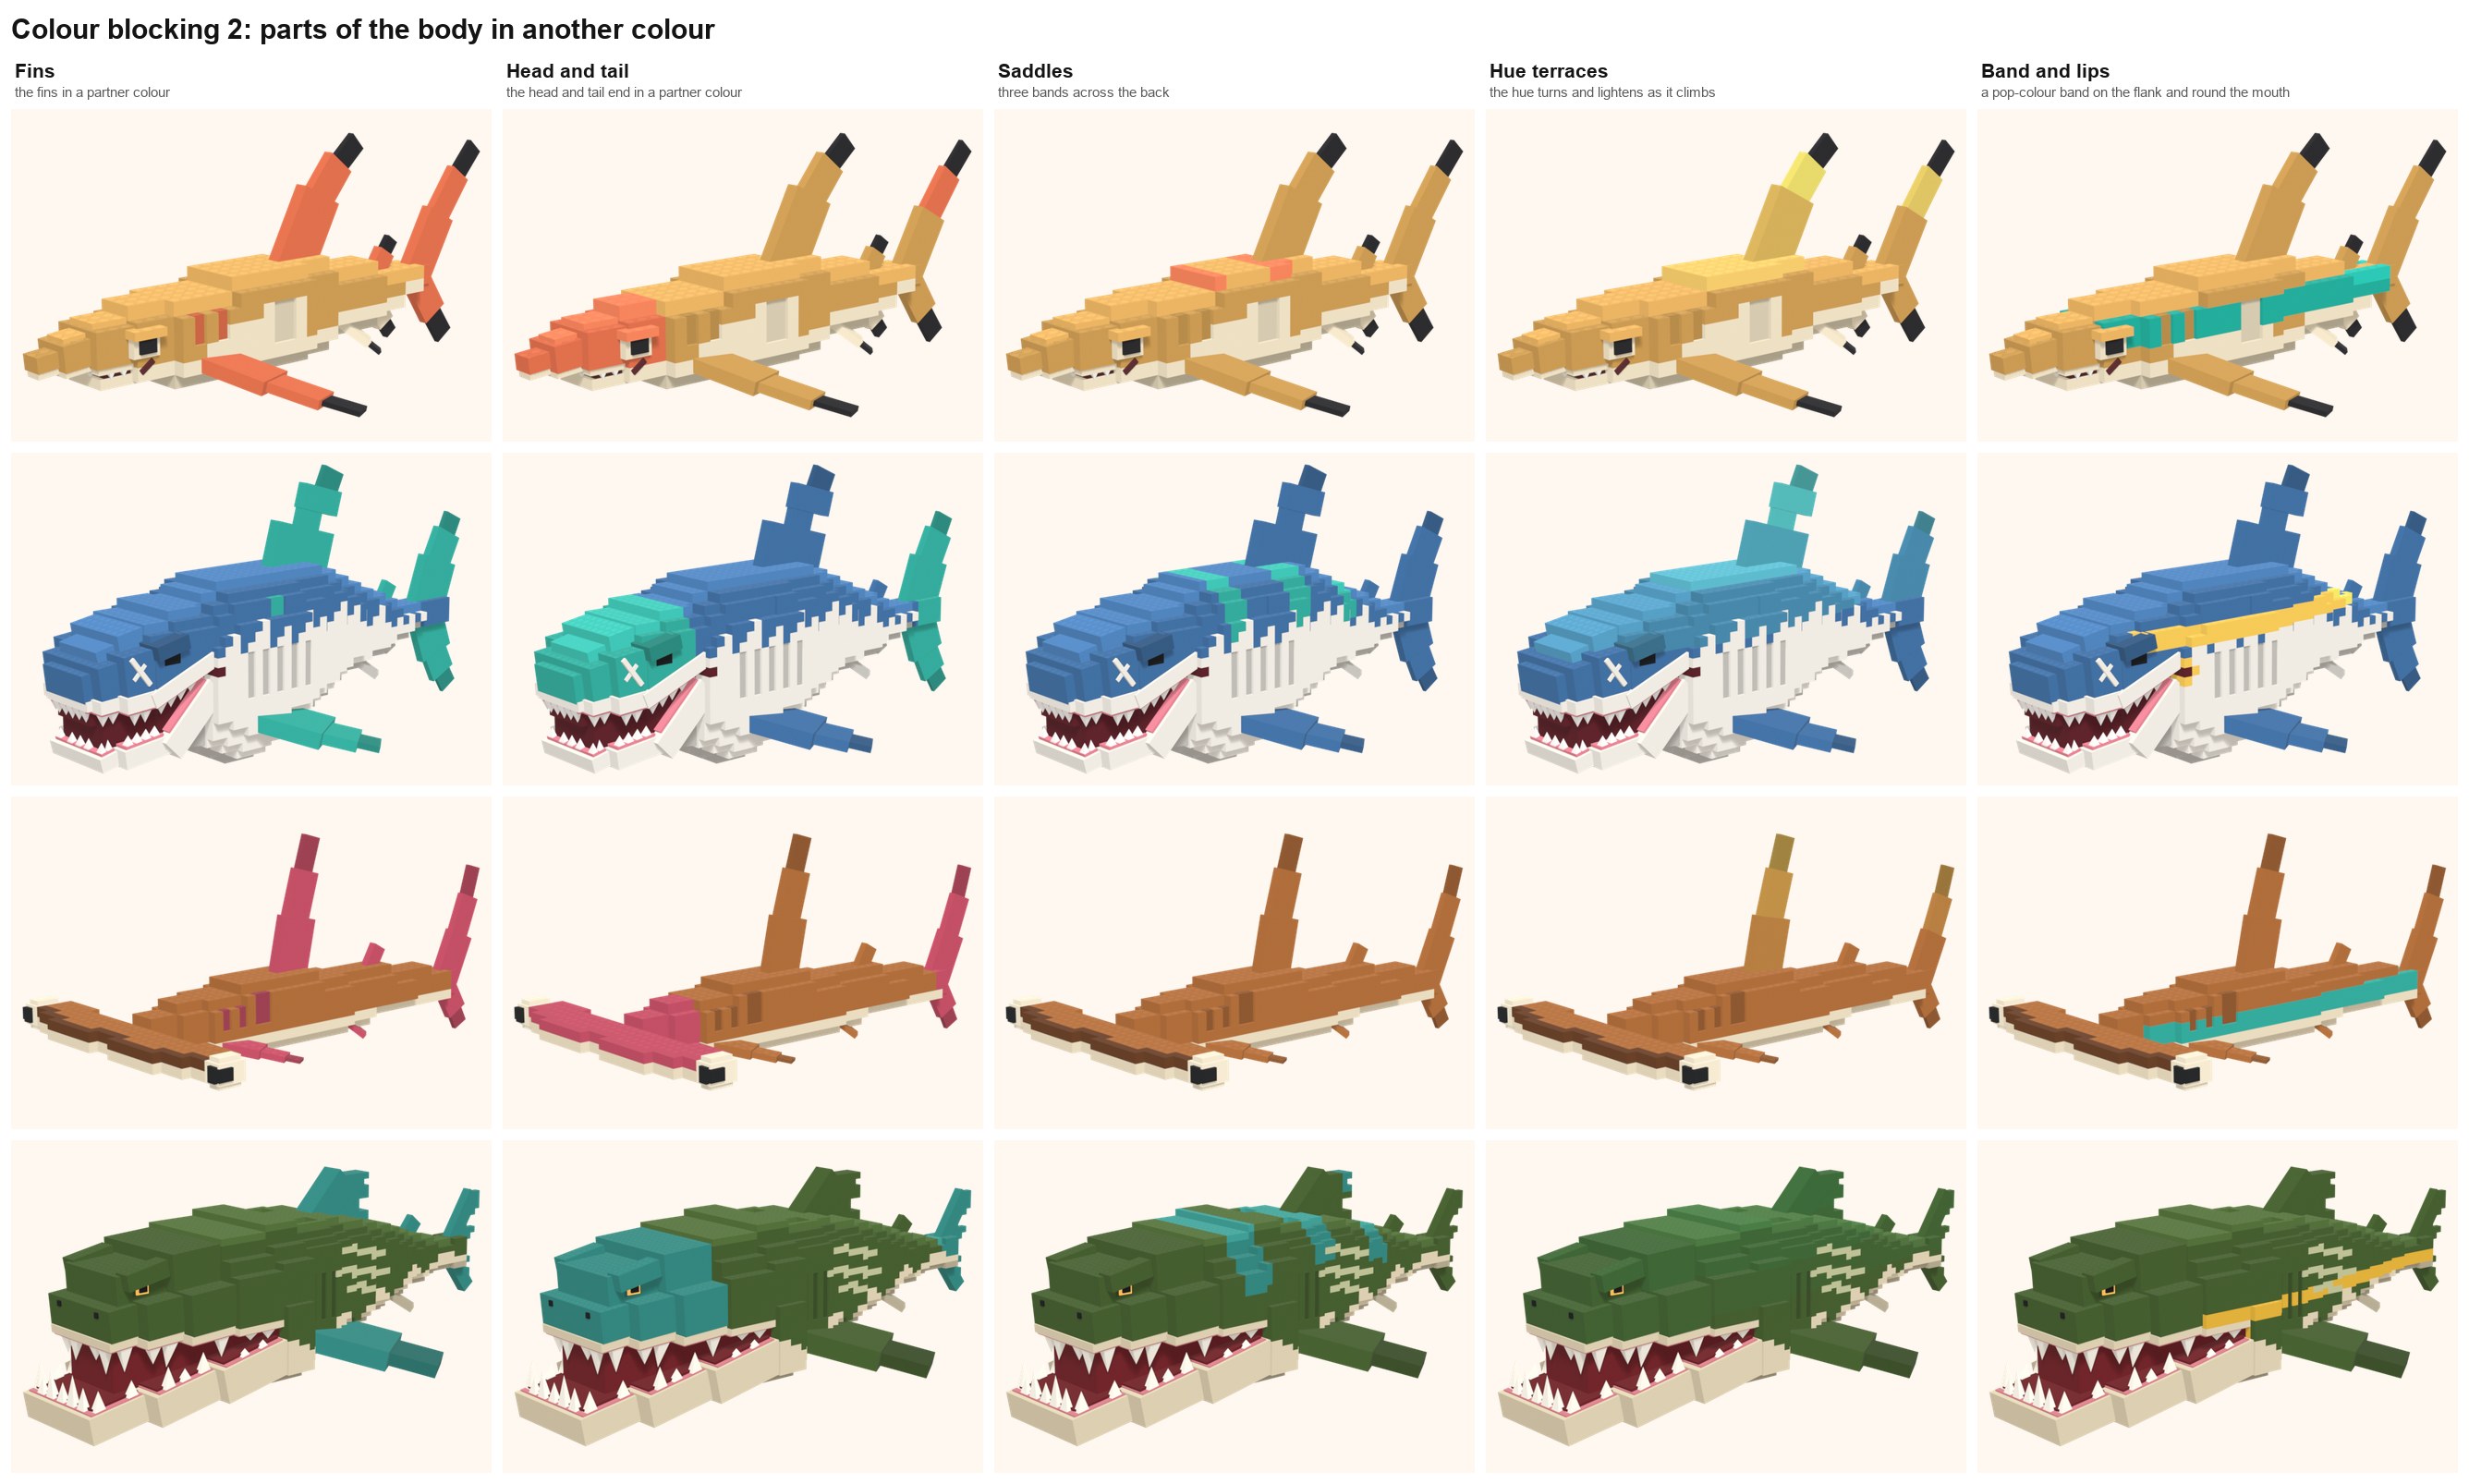 Colour blocking 2: parts of the body in another colour
Fins
the fins in a partner colour
Head and tail
the head and tail end in a partner colour
Saddles
three bands across the back
Hue terraces
the hue turns and lightens as it climbs
Band and lips
a pop-colour band on the flank and round the mouth